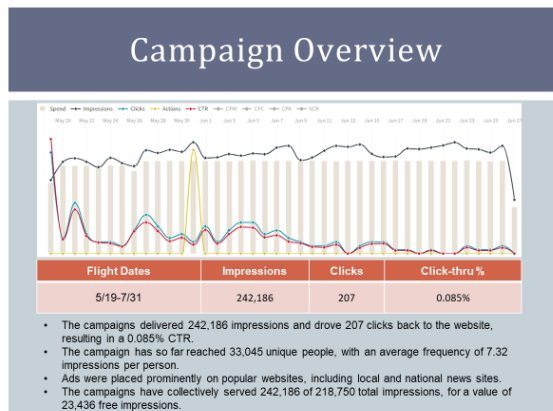 Campaign Overview
Spend Impressions Clicks Actions CTR CPM CPC CPA VCR
May 20 May 22 May 24 May 26 May 28 May 30 Jun 1 Jun 3 Jun 5 Jun 7 Jun 9 Jun 11 Jun 13 Jun 15 Jun 17 Jun 19 Jun 21 Jun 23 Jun 25 Jun 27
Flight Dates Impressions Clicks Click-thru %
5/19-7/31 242,186 207 0.085%
• The campaigns delivered 242,186 impressions and drove 207 clicks back to the website,
resulting in a 0.085% CTR.
• The campaign has so far reached 33,045 unique people, with an average frequency of 7.32
impressions per person.
• Ads were placed prominently on popular websites, including local and national news sites.
• The campaigns have collectively served 242,186 of 218,750 total impressions, for a value of
23,436 free impressions.